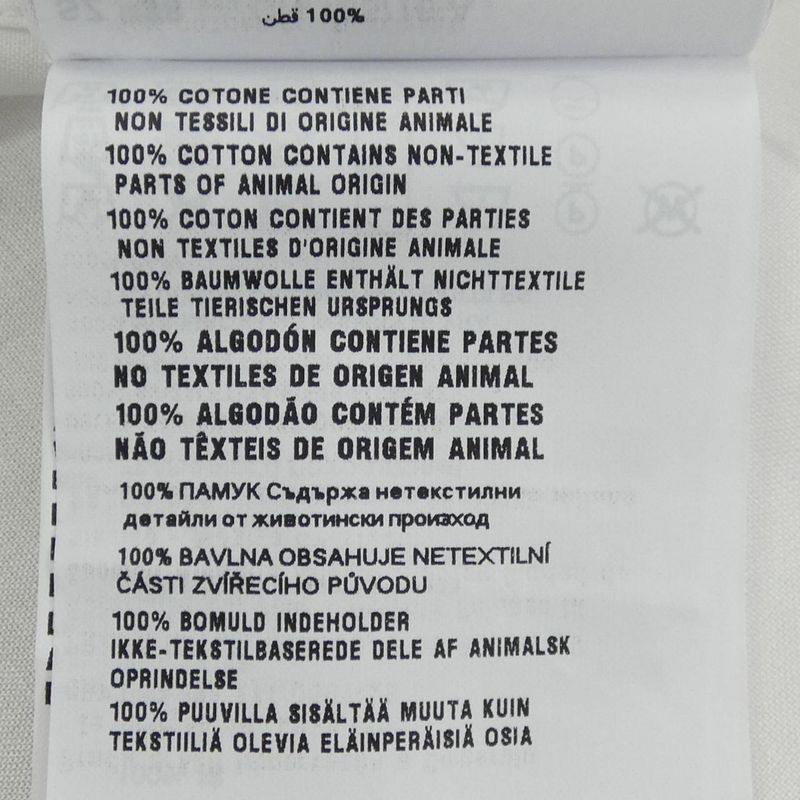 100% قطن
100% COTONE CONTIENE PARTI
NON TESSILI DI ORIGINE ANIMALE
100% COTTON CONTAINS NON-TEXTILE
PARTS OF ANIMAL ORIGIN
100% COTON CONTIENT DES PARTIES
NON TEXTILES D'ORIGINE ANIMALE
100% BAUMWOLLE ENTHÄLT NICHTTEXTILE
TEILE TIERISCHEN URSPRUNGS
100% ALGODÓN CONTIENE PARTES
NO TEXTILES DE ORIGEN ANIMAL
100% ALGODÃO CONTÉM PARTES
NÃO TÊXTEIS DE ORIGEM ANIMAL
100% ПАМУК Съдържа нетекстилни
детайли от животински произход
100% BAVLNA OBSAHUJE NETEXTILNÍ
ČÁSTI ZVÍŘECÍHO PŮVODU
100% BOMULD INDEHOLDER
IKKE-TEKSTILBASEREDE DELE AF ANIMALSK
OPRINDELSE
100% PUUVILLA SISÄLTÄÄ MUUTA KUIN
TEKSTIILIÄ OLEVIA ELÄINPERÄISIÄ OSIA